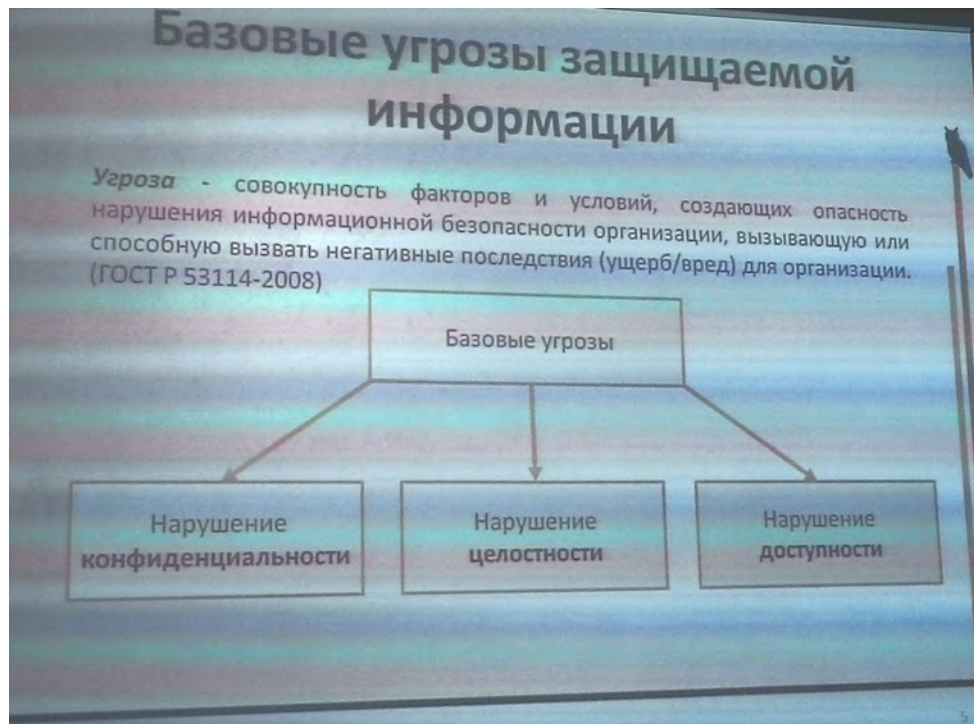 Базовые угрозы защищаемой
информации
Угроза - совокупность факторов и условий, создающих опасность
нарушения информационной безопасности организации, вызывающую или
способную вызвать негативные последствия (ущерб/вред) для организации.
(ГОСТ Р 53114-2008)
Базовые угрозы
Нарушение
конфиденциальности
Нарушение
целостности
Нарушение
доступности